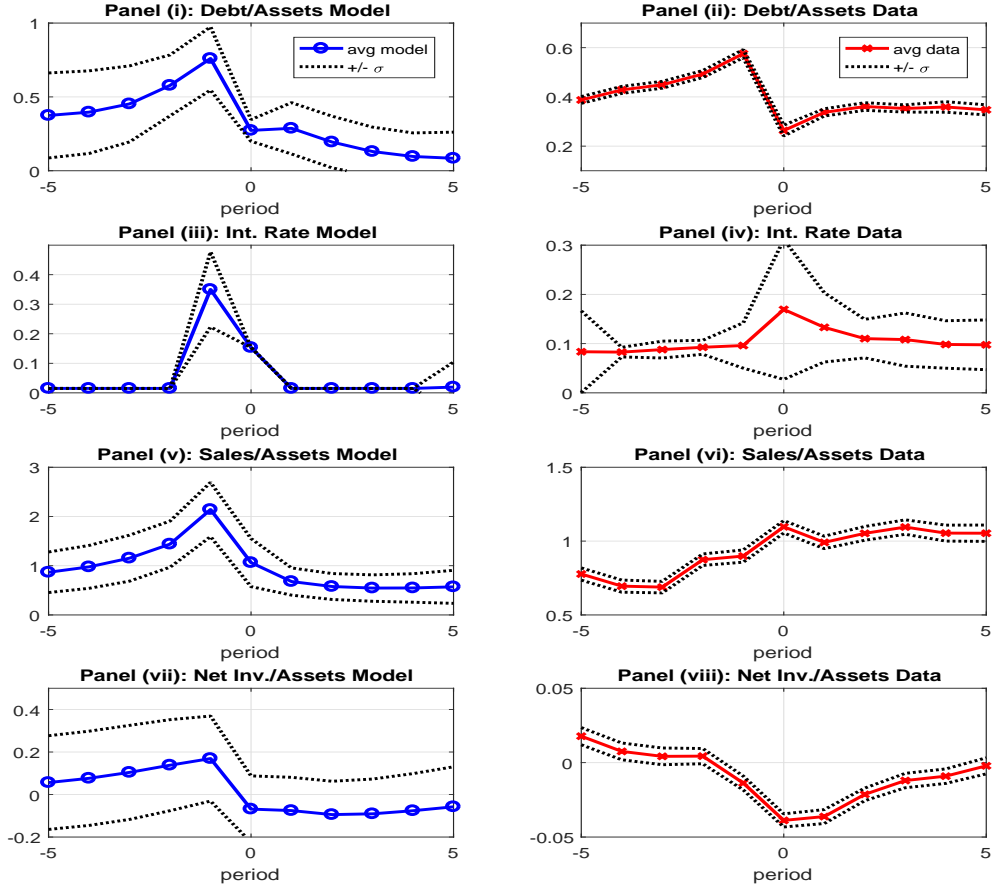 Panel (i): Debt/Assets Model
1
0.5
0
-5
0
5
period
avg model
+/- σ
Panel (ii): Debt/Assets Data
0.6
0.4
0.2
-5
0
5
period
avg data
+/- σ
Panel (iii): Int. Rate Model
0.4
0.3
0.2
0.1
0
-5
0
5
period
Panel (iv): Int. Rate Data
0.3
0.2
0.1
0
-5
0
5
period
Panel (v): Sales/Assets Model
3
2
1
0
-5
0
5
period
Panel (vi): Sales/Assets Data
1.5
1
0.5
-5
0
5
period
Panel (vii): Net Inv./Assets Model
0.4
0.2
0
-0.2
-5
0
5
period
Panel (viii): Net Inv./Assets Data
0.05
0
-0.05
-5
0
5
period